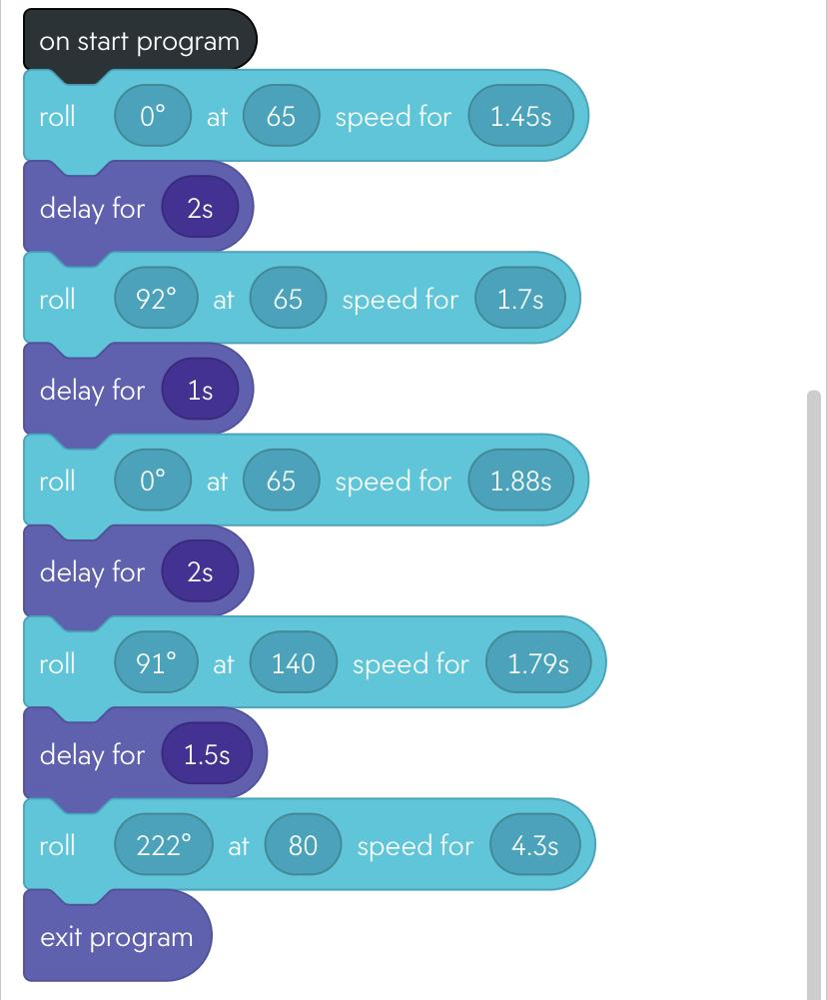 on start program
roll 0° at 65 speed for 1.45s
delay for 2s
roll 92° at 65 speed for 1.7s
delay for 1s
roll 0° at 65 speed for 1.88s
delay for 2s
roll 91° at 140 speed for 1.79s
delay for 1.5s
roll 222° at 80 speed for 4.3s
exit program